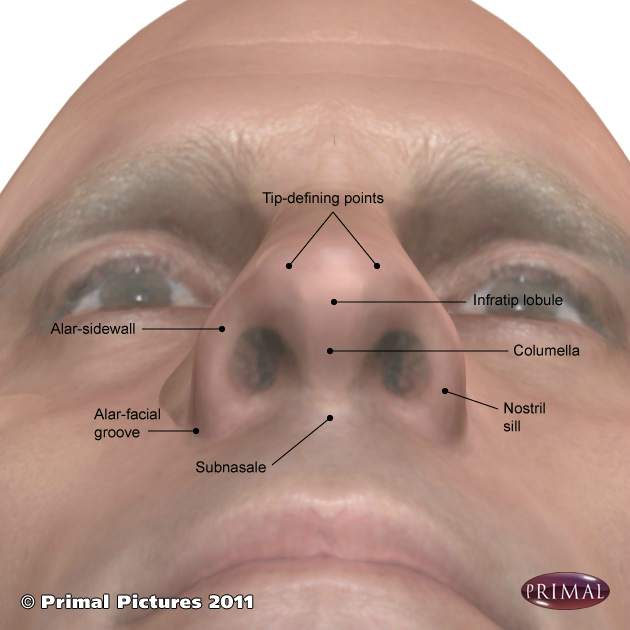 Tip-defining points
Infratip lobule
Alar-sidewall
Columella
Alar-facial
groove
Nostril
sill
Subnasale
© Primal Pictures 2011
PRIMAL